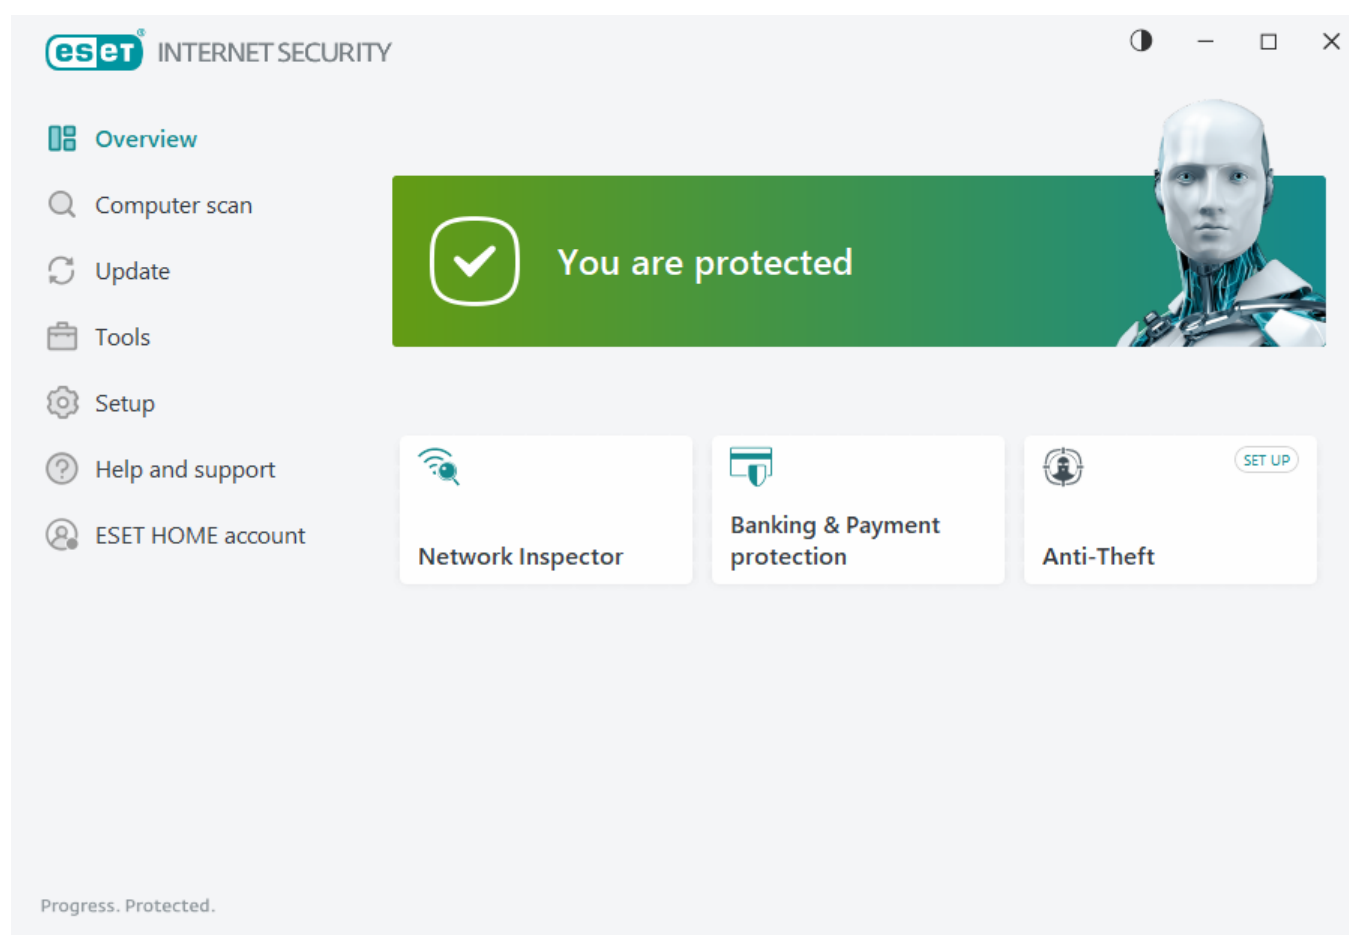 eset® INTERNET SECURITY
Overview
Computer scan
Update
Tools
Setup
Help and support
ESET HOME account
You are protected
Network Inspector
Banking & Payment
protection
SET UP
Anti-Theft
Progress. Protected.